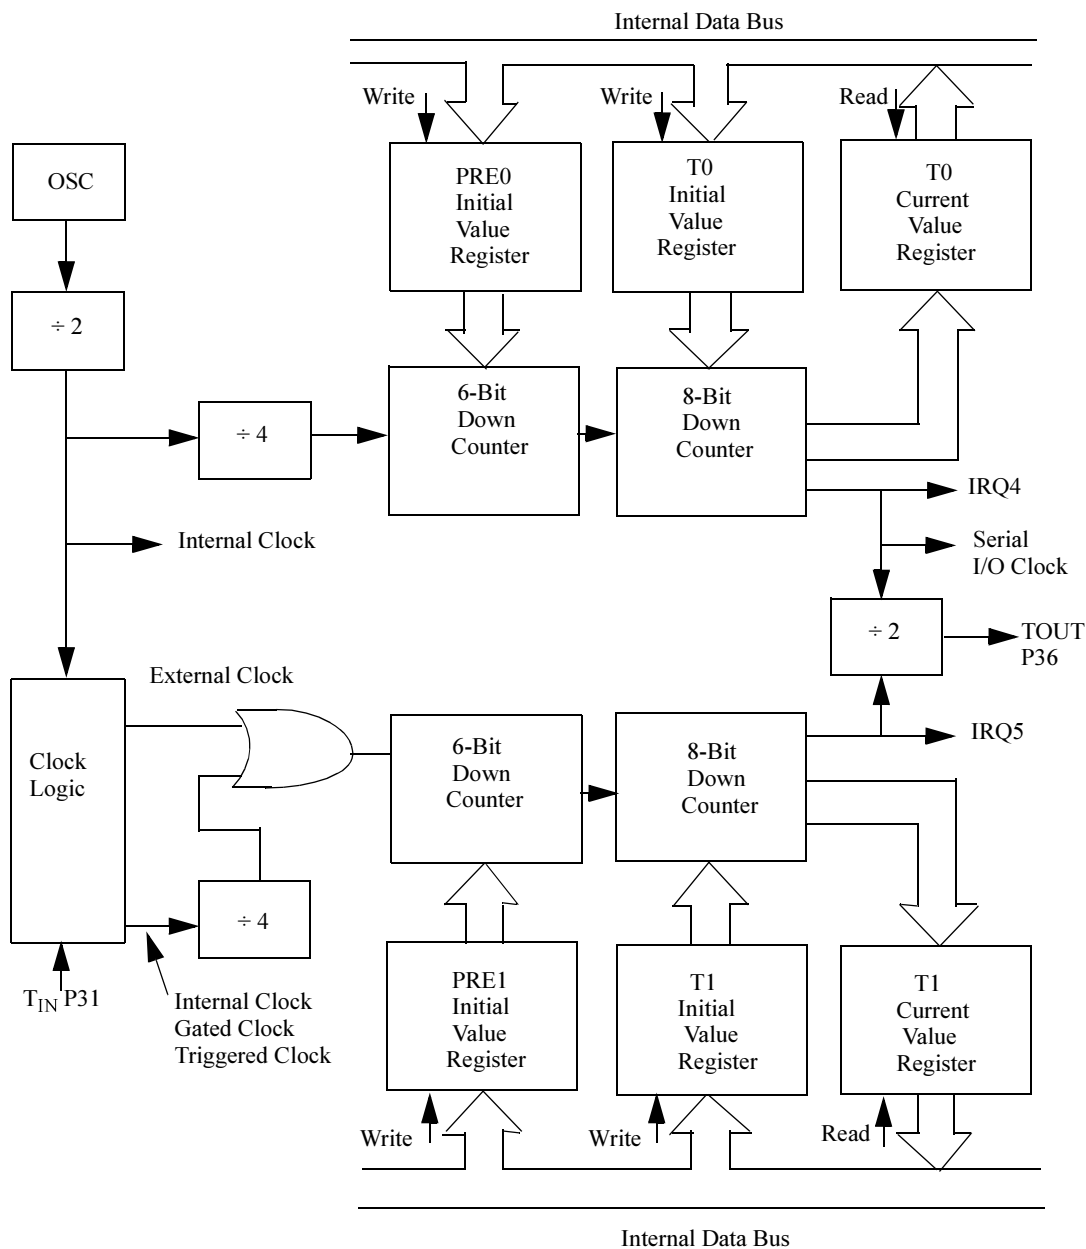 Internal Data Bus
Write
Write
Read
OSC
PRE0
Initial
Value
Register
T0
Initial
Value
Register
T0
Current
Value
Register
÷ 2
÷ 4
6-Bit
Down
Counter
8-Bit
Down
Counter
IRQ4
Internal Clock
Serial
I/O Clock
÷ 2
TOUT
P36
External Clock
Clock
Logic
6-Bit
Down
Counter
8-Bit
Down
Counter
IRQ5
÷ 4
TIN P31
Internal Clock
Gated Clock
Triggered Clock
PRE1
Initial
Value
Register
T1
Initial
Value
Register
T1
Current
Value
Register
Write
Write
Read
Internal Data Bus